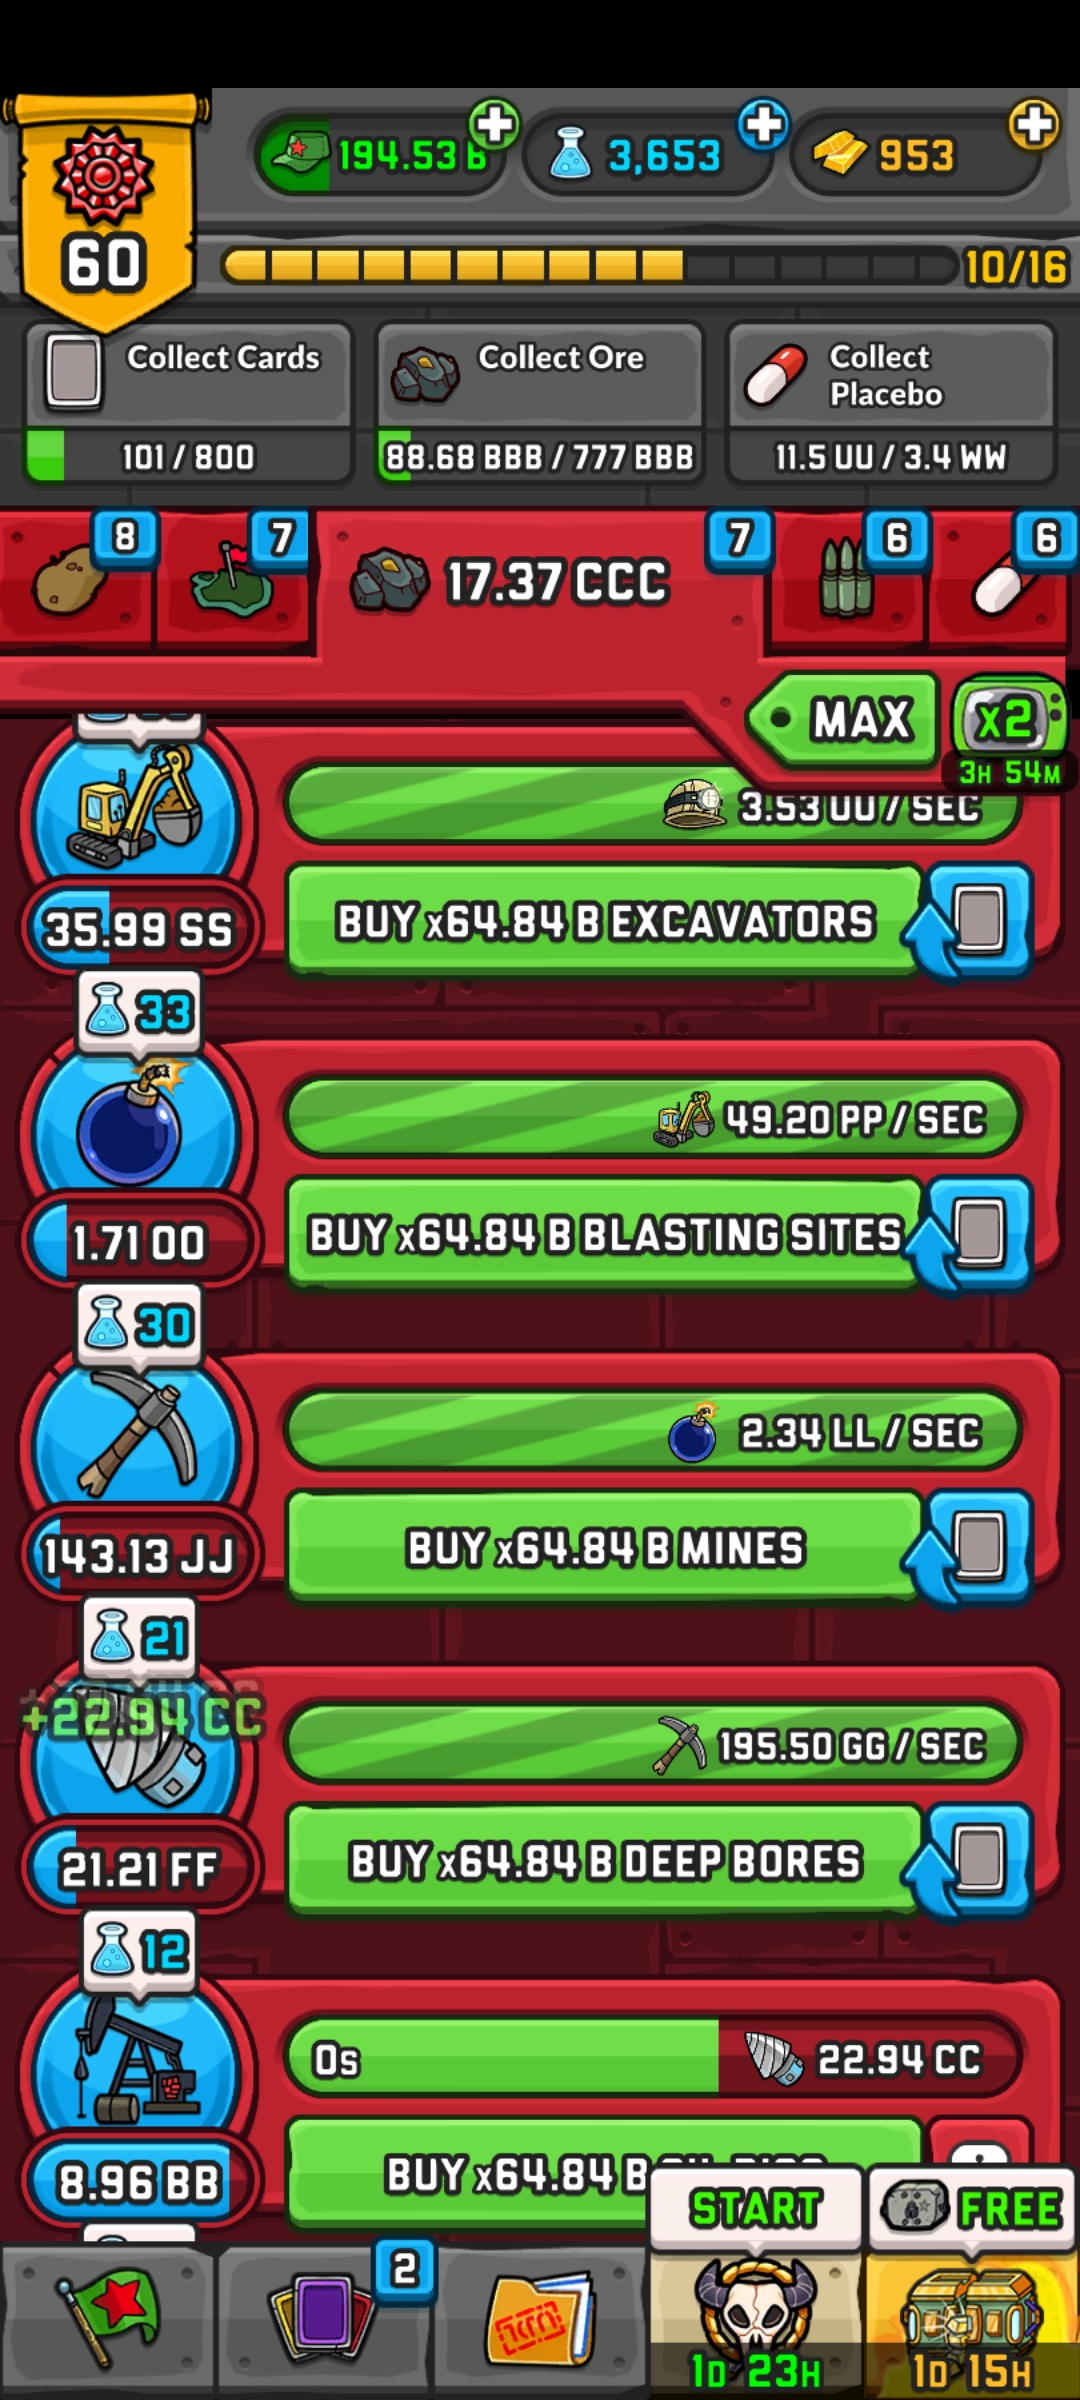 194.53 B
3,653
953
60
10/16
Collect Cards
101 / 800
Collect Ore
88.68 BBB / 777 BBB
Collect
Placebo
11.5 UU / 3.4 WW
8
7
17.37 CCC
7
6
6
MAX
x2
3H 54M
3.53 UU / SEC
35.99 SS
BUY x64.84 B EXCAVATORS
33
49.20 PP / SEC
1.71 OO
BUY x64.84 B BLASTING SITES
30
2.34 LL / SEC
143.13 JJ
BUY x64.84 B MINES
21
+22.94 CC
195.50 GG / SEC
21.21 FF
BUY x64.84 B DEEP BORES
12
0s
22.94 CC
8.96 BB
BUY x64.84 B
START
FREE
2
1D 23H
1D 15H